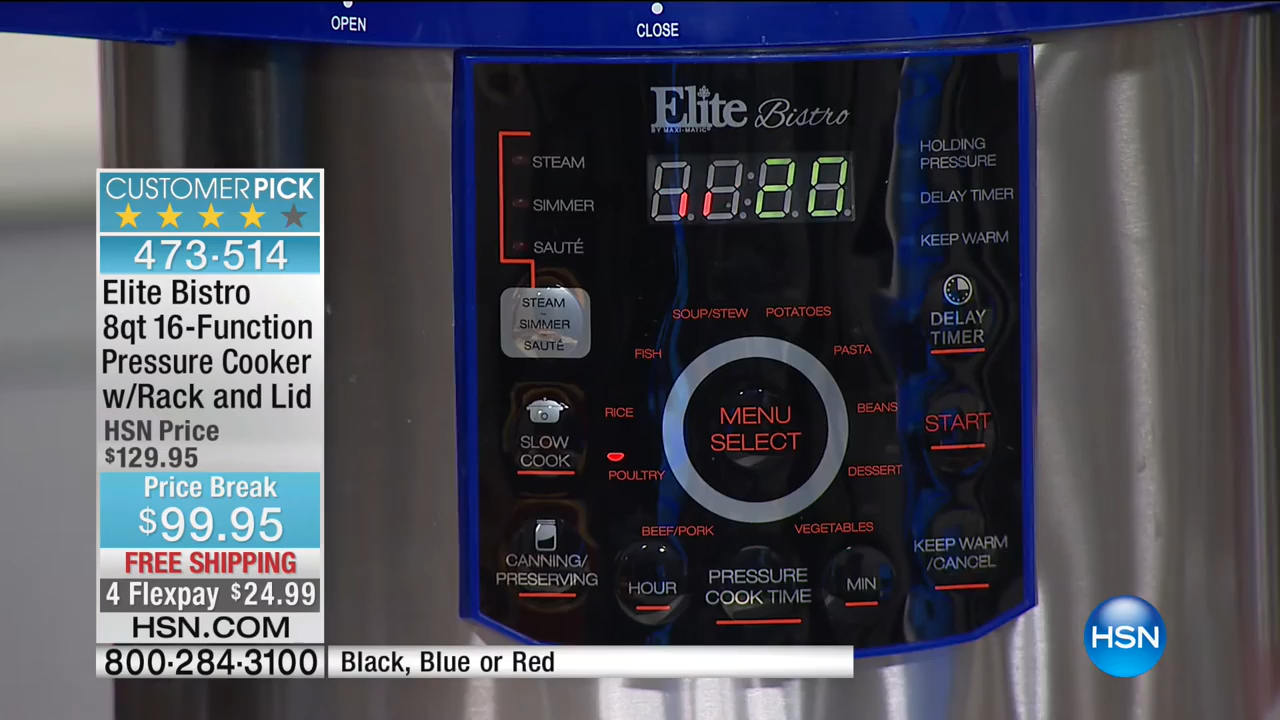 OPEN
CLOSE
Elite Bistro
BY MAXI-MATIC
STEAM
SIMMER
SAUTÉ
20
HOLDING
PRESSURE
DELAY TIMER
KEEP WARM
STEAM
SIMMER
SAUTÉ
DELAY
TIMER
SOUP/STEW
POTATOES
FISH
PASTA
RICE
BEANS
POULTRY
DESSERT
BEEF/PORK
VEGETABLES
MENU
SELECT
START
SLOW
COOK
CANNING/
PRESERVING
HOUR
PRESSURE
COOK TIME
MIN
KEEP WARM
/CANCEL
CUSTOMER PICK
473-514
Elite Bistro
8qt 16-Function
Pressure Cooker
w/Rack and Lid
HSN Price
$129.95
Price Break
$99.95
FREE SHIPPING
4 Flexpay $24.99
HSN.COM
800-284-3100
Black, Blue or Red
HSN